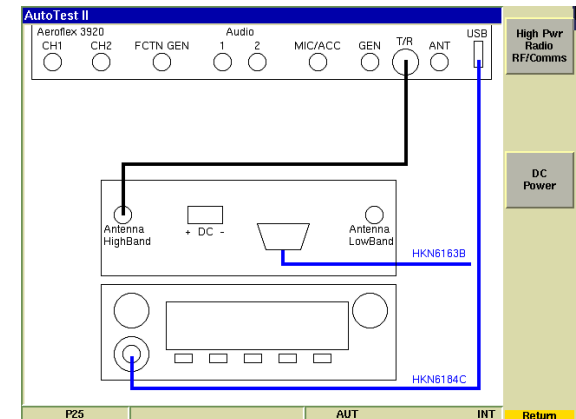 AutoTest II
Aeroflex 3920
Audio
USB
CH1 CH2 FCTN GEN 1 2 MIC/ACC GEN T/R ANT
High Pwr
Radio
RF/Comms
DC
Power
Antenna
HighBand
+ DC -
Antenna
LowBand
HKN6163B
HKN6184C
P25 AUT INT Return